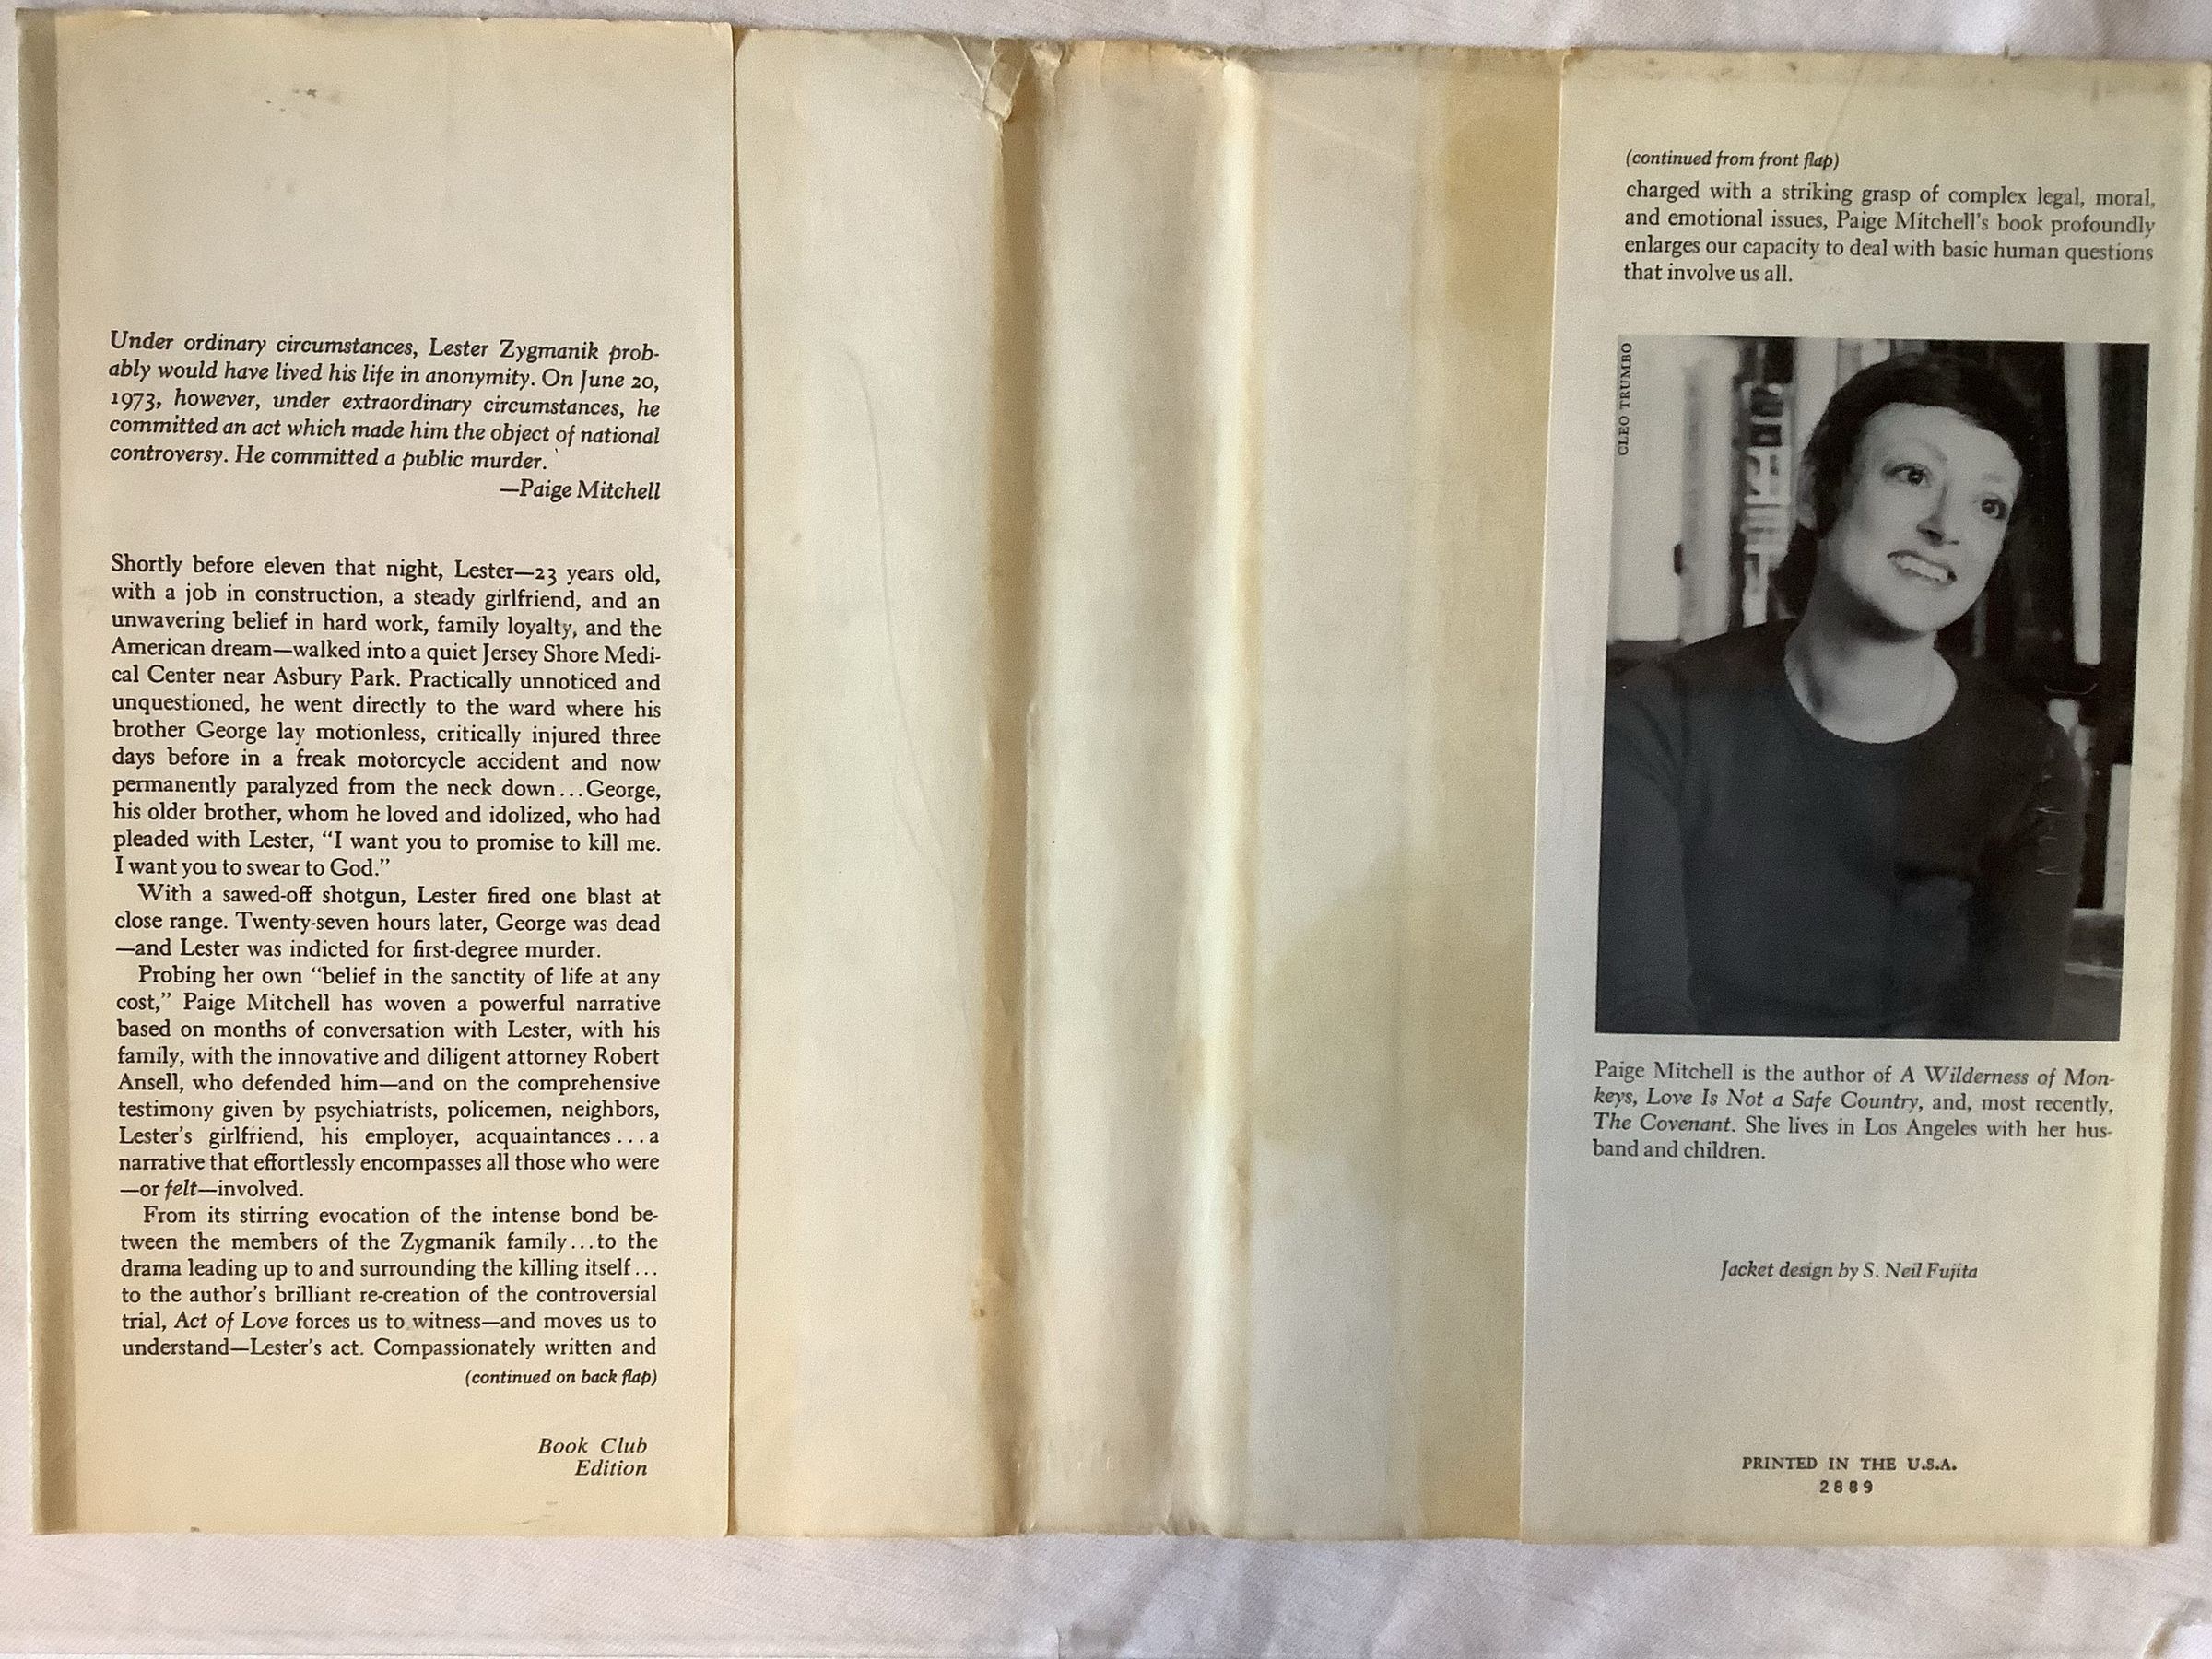 Under ordinary circumstances, Lester Zygmanik prob-
ably would have lived his life in anonymity. On June 20,
1973, however, under extraordinary circumstances, he
committed an act which made him the object of national
controversy. He committed a public murder.
—Paige Mitchell
Shortly before eleven that night, Lester—23 years old,
with a job in construction, a steady girlfriend, and an
unwavering belief in hard work, family loyalty, and the
American dream—walked into a quiet Jersey Shore Medi-
cal Center near Asbury Park. Practically unnoticed and
unquestioned, he went directly to the ward where his
brother George lay motionless, critically injured three
days before in a freak motorcycle accident and now
permanently paralyzed from the neck down...George,
his older brother, whom he loved and idolized, who had
pleaded with Lester, “I want you to promise to kill me.
I want you to swear to God.”
With a sawed-off shotgun, Lester fired one blast at
close range. Twenty-seven hours later, George was dead
—and Lester was indicted for first-degree murder.
Probing her own “belief in the sanctity of life at any
cost,” Paige Mitchell has woven a powerful narrative
based on months of conversation with Lester, with his
family, with the innovative and diligent attorney Robert
Ansell, who defended him—and on the comprehensive
testimony given by psychiatrists, policemen, neighbors,
Lester’s girlfriend, his employer, acquaintances...a
narrative that effortlessly encompasses all those who were
—or felt—involved.
From its stirring evocation of the intense bond be-
tween the members of the Zygmanik family...to the
drama leading up to and surrounding the killing itself...
to the author’s brilliant re-creation of the controversial
trial, Act of Love forces us to witness—and moves us to
understand—Lester’s act. Compassionately written and
(continued on back flap)
Book Club
Edition
(continued from front flap)
charged with a striking grasp of complex legal, moral,
and emotional issues, Paige Mitchell’s book profoundly
enlarges our capacity to deal with basic human questions
that involve us all.
CLEO TRUMBO
Paige Mitchell is the author of A Wilderness of Mon-
keys, Love Is Not a Safe Country, and, most recently,
The Covenant. She lives in Los Angeles with her hus-
band and children.
Jacket design by S. Neil Fujita
PRINTED IN THE U.S.A.
2889